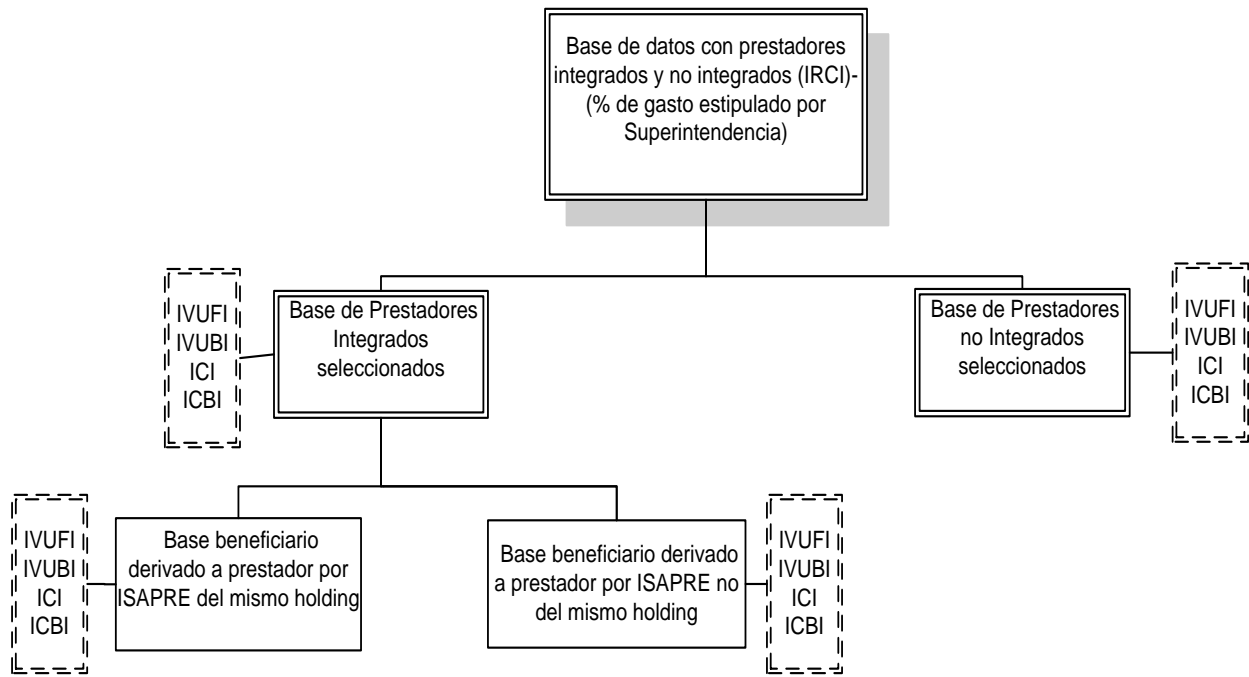 Base de datos con prestadores
integrados y no integrados (IRCI)-
(% de gasto estipulado por
Superintendencia)
IVUFI
IVUBI
ICI
ICBI
Base de Prestadores
Integrados
seleccionados
Base de Prestadores
no Integrados
seleccionados
IVUFI
IVUBI
ICI
ICBI
IVUFI
IVUBI
ICI
ICBI
Base beneficiario
derivado a prestador por
ISAPRE del mismo holding
Base beneficiario derivado
a prestador por ISAPRE no
del mismo holding
IVUFI
IVUBI
ICI
ICBI